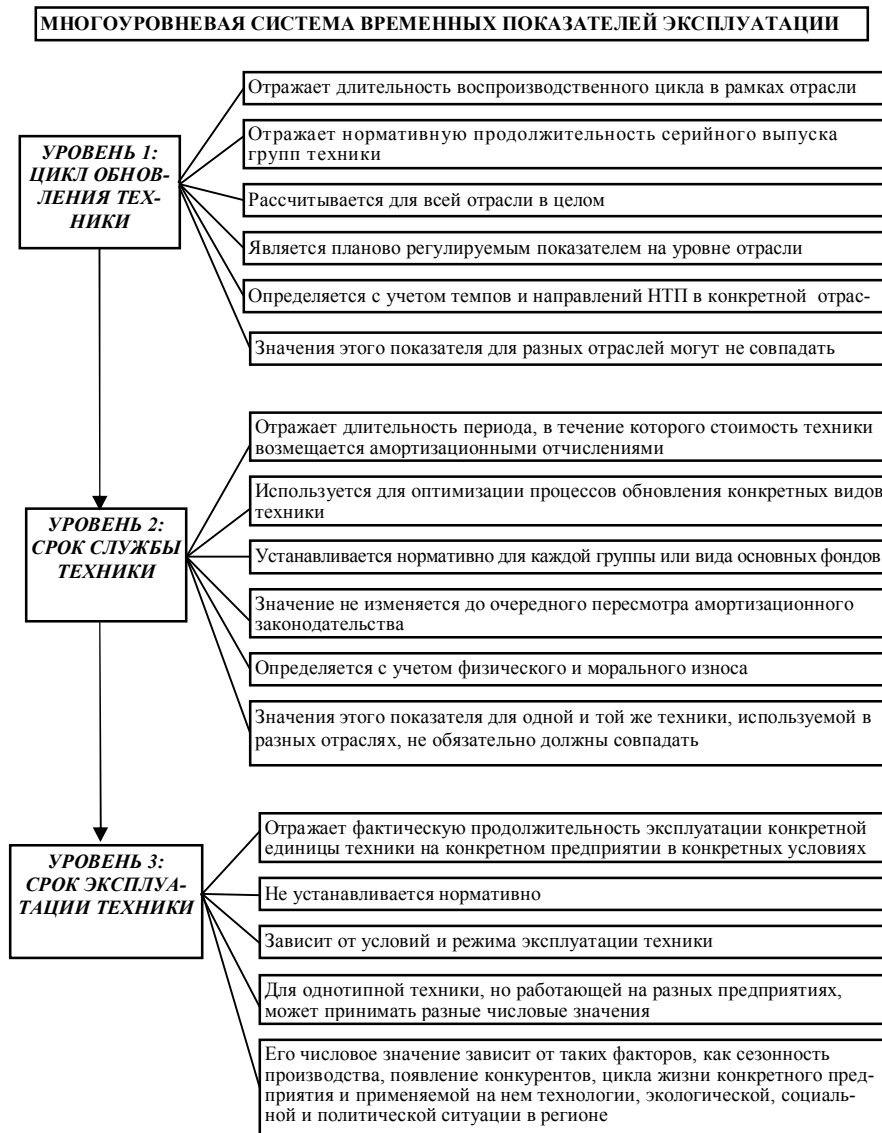 МНОГОУРОВНЕВАЯ СИСТЕМА ВРЕМЕННЫХ ПОКАЗАТЕЛЕЙ ЭКСПЛУАТАЦИИ
УРОВЕНЬ 1:
ЦИКЛ ОБНОВ-
ЛЕНИЯ ТЕХ-
НИКИ
Отражает длительность воспроизводственного цикла в рамках отрасли
Отражает нормативную продолжительность серийного выпуска
групп техники
Рассчитывается для всей отрасли в целом
Является планово регулируемым показателем на уровне отрасли
Определяется с учетом темпов и направлений НТП в конкретной отрас-
Значения этого показателя для разных отраслей могут не совпадать
УРОВЕНЬ 2:
СРОК СЛУЖБЫ
ТЕХНИКИ
Отражает длительность периода, в течение которого стоимость техники
возмещается амортизационными отчислениями
Используется для оптимизации процессов обновления конкретных видов
техники
Устанавливается нормативно для каждой группы или вида основных фондов
Значение не изменяется до очередного пересмотра амортизационного
законодательства
Определяется с учетом физического и морального износа
Значения этого показателя для одной и той же техники, используемой в
разных отраслях, не обязательно должны совпадать
УРОВЕНЬ 3:
СРОК ЭКСПЛУА-
ТАЦИИ ТЕХНИКИ
Отражает фактическую продолжительность эксплуатации конкретной
единицы техники на конкретном предприятии в конкретных условиях
Не устанавливается нормативно
Зависит от условий и режима эксплуатации техники
Для однотипной техники, но работающей на разных предприятиях,
может принимать разные числовые значения
Его числовое значение зависит от таких факторов, как сезонность
производства, появление конкурентов, цикла жизни конкретного пред-
приятия и применяемой на нем технологии, экологической, социаль-
ной и политической ситуации в регионе